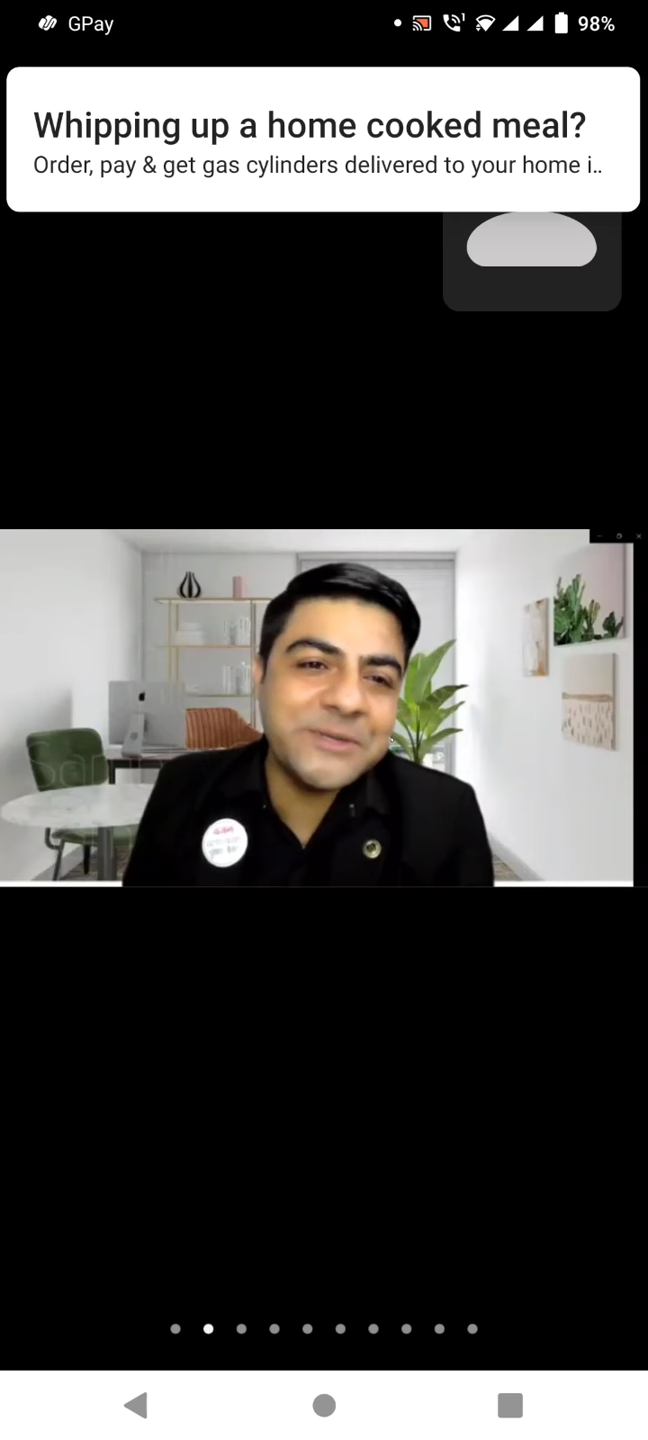 GPay
98%
Whipping up a home cooked meal?
Order, pay & get gas cylinders delivered to your home i..